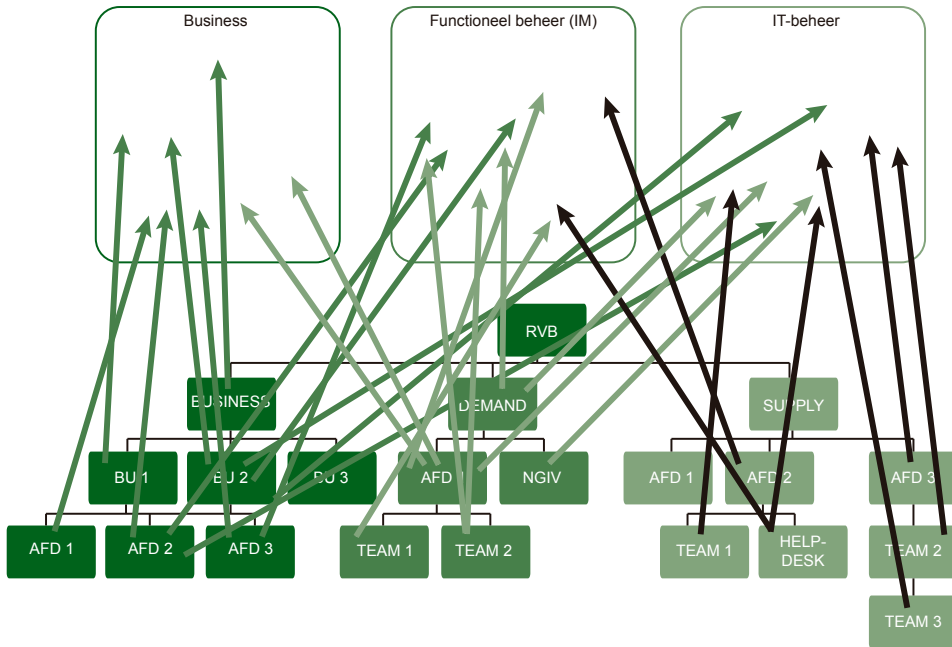 Business
Functioneel beheer (IM)
IT-beheer
RVB
BUSINESS
DEMAND
SUPPLY
BU 1
BU 2
BU 3
AFD
NGIV
AFD 1
AFD 2
AFD 3
AFD 1
AFD 2
AFD 3
TEAM 1
TEAM 2
TEAM 1
HELP-
DESK
TEAM 2
TEAM 3